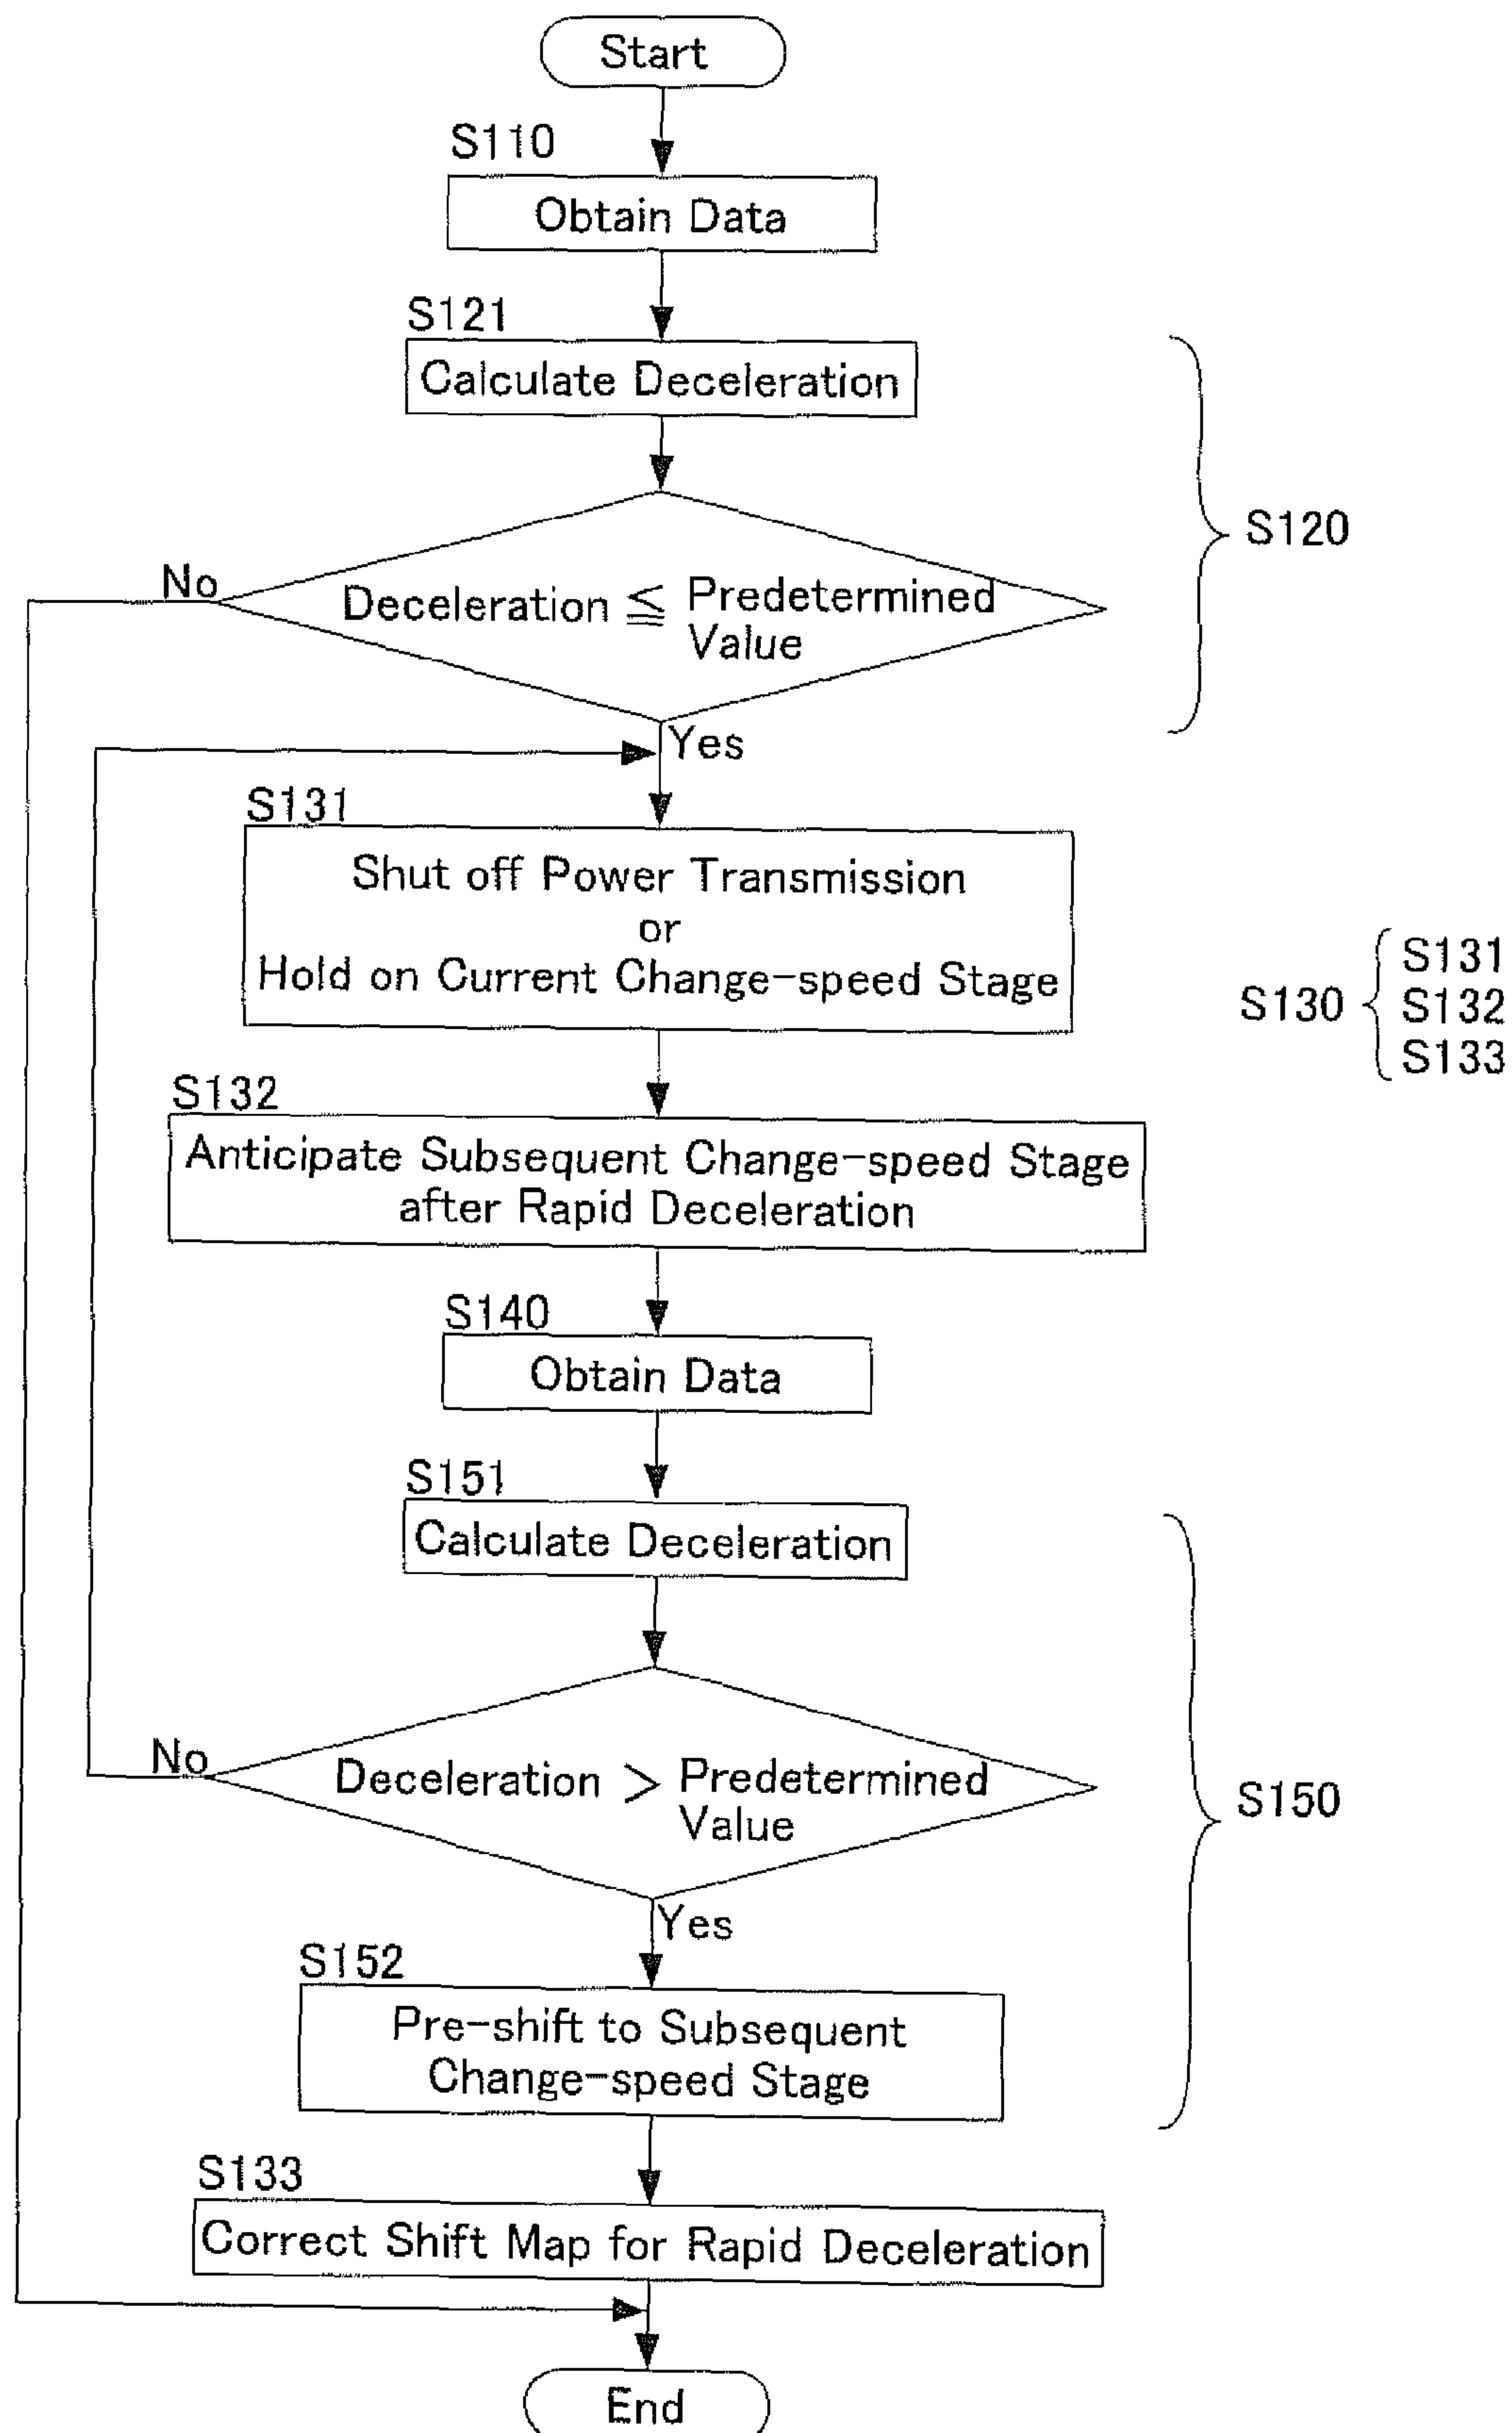 Start
S110
Obtain Data
S121
Calculate Deceleration
S120
No
Deceleration ≦ Predetermined
Value
Yes
S131
Shut off Power Transmission
or
Hold on Current Change-speed Stage
S130
S131
S132
S133
S132
Anticipate Subsequent Change-speed Stage
after Rapid Deceleration
S140
Obtain Data
S151
Calculate Deceleration
No
Deceleration > Predetermined
Value
S150
Yes
S152
Pre-shift to Subsequent
Change-speed Stage
S133
Correct Shift Map for Rapid Deceleration
End